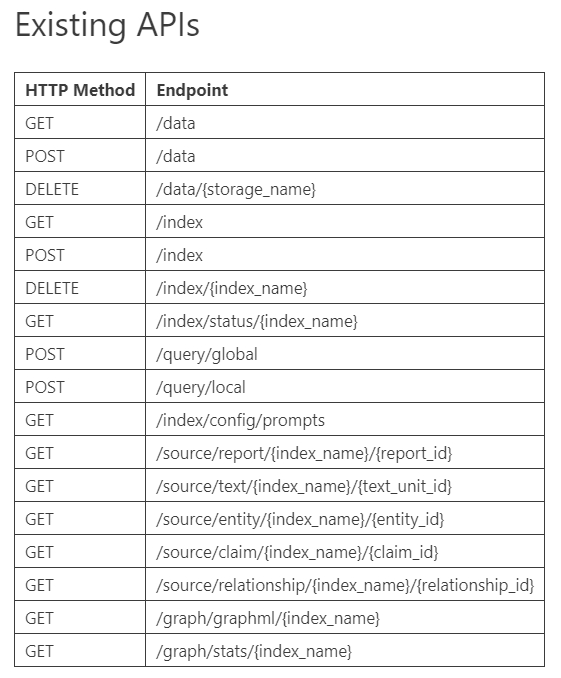 Existing APIs
HTTP Method Endpoint
GET /data
POST /data
DELETE /data/{storage_name}
GET /index
POST /index
DELETE /index/{index_name}
GET /index/status/{index_name}
POST /query/global
POST /query/local
GET /index/config/prompts
GET /source/report/{index_name}/{report_id}
GET /source/text/{index_name}/{text_unit_id}
GET /source/entity/{index_name}/{entity_id}
GET /source/claim/{index_name}/{claim_id}
GET /source/relationship/{index_name}/{relationship_id}
GET /graph/graphml/{index_name}
GET /graph/stats/{index_name}